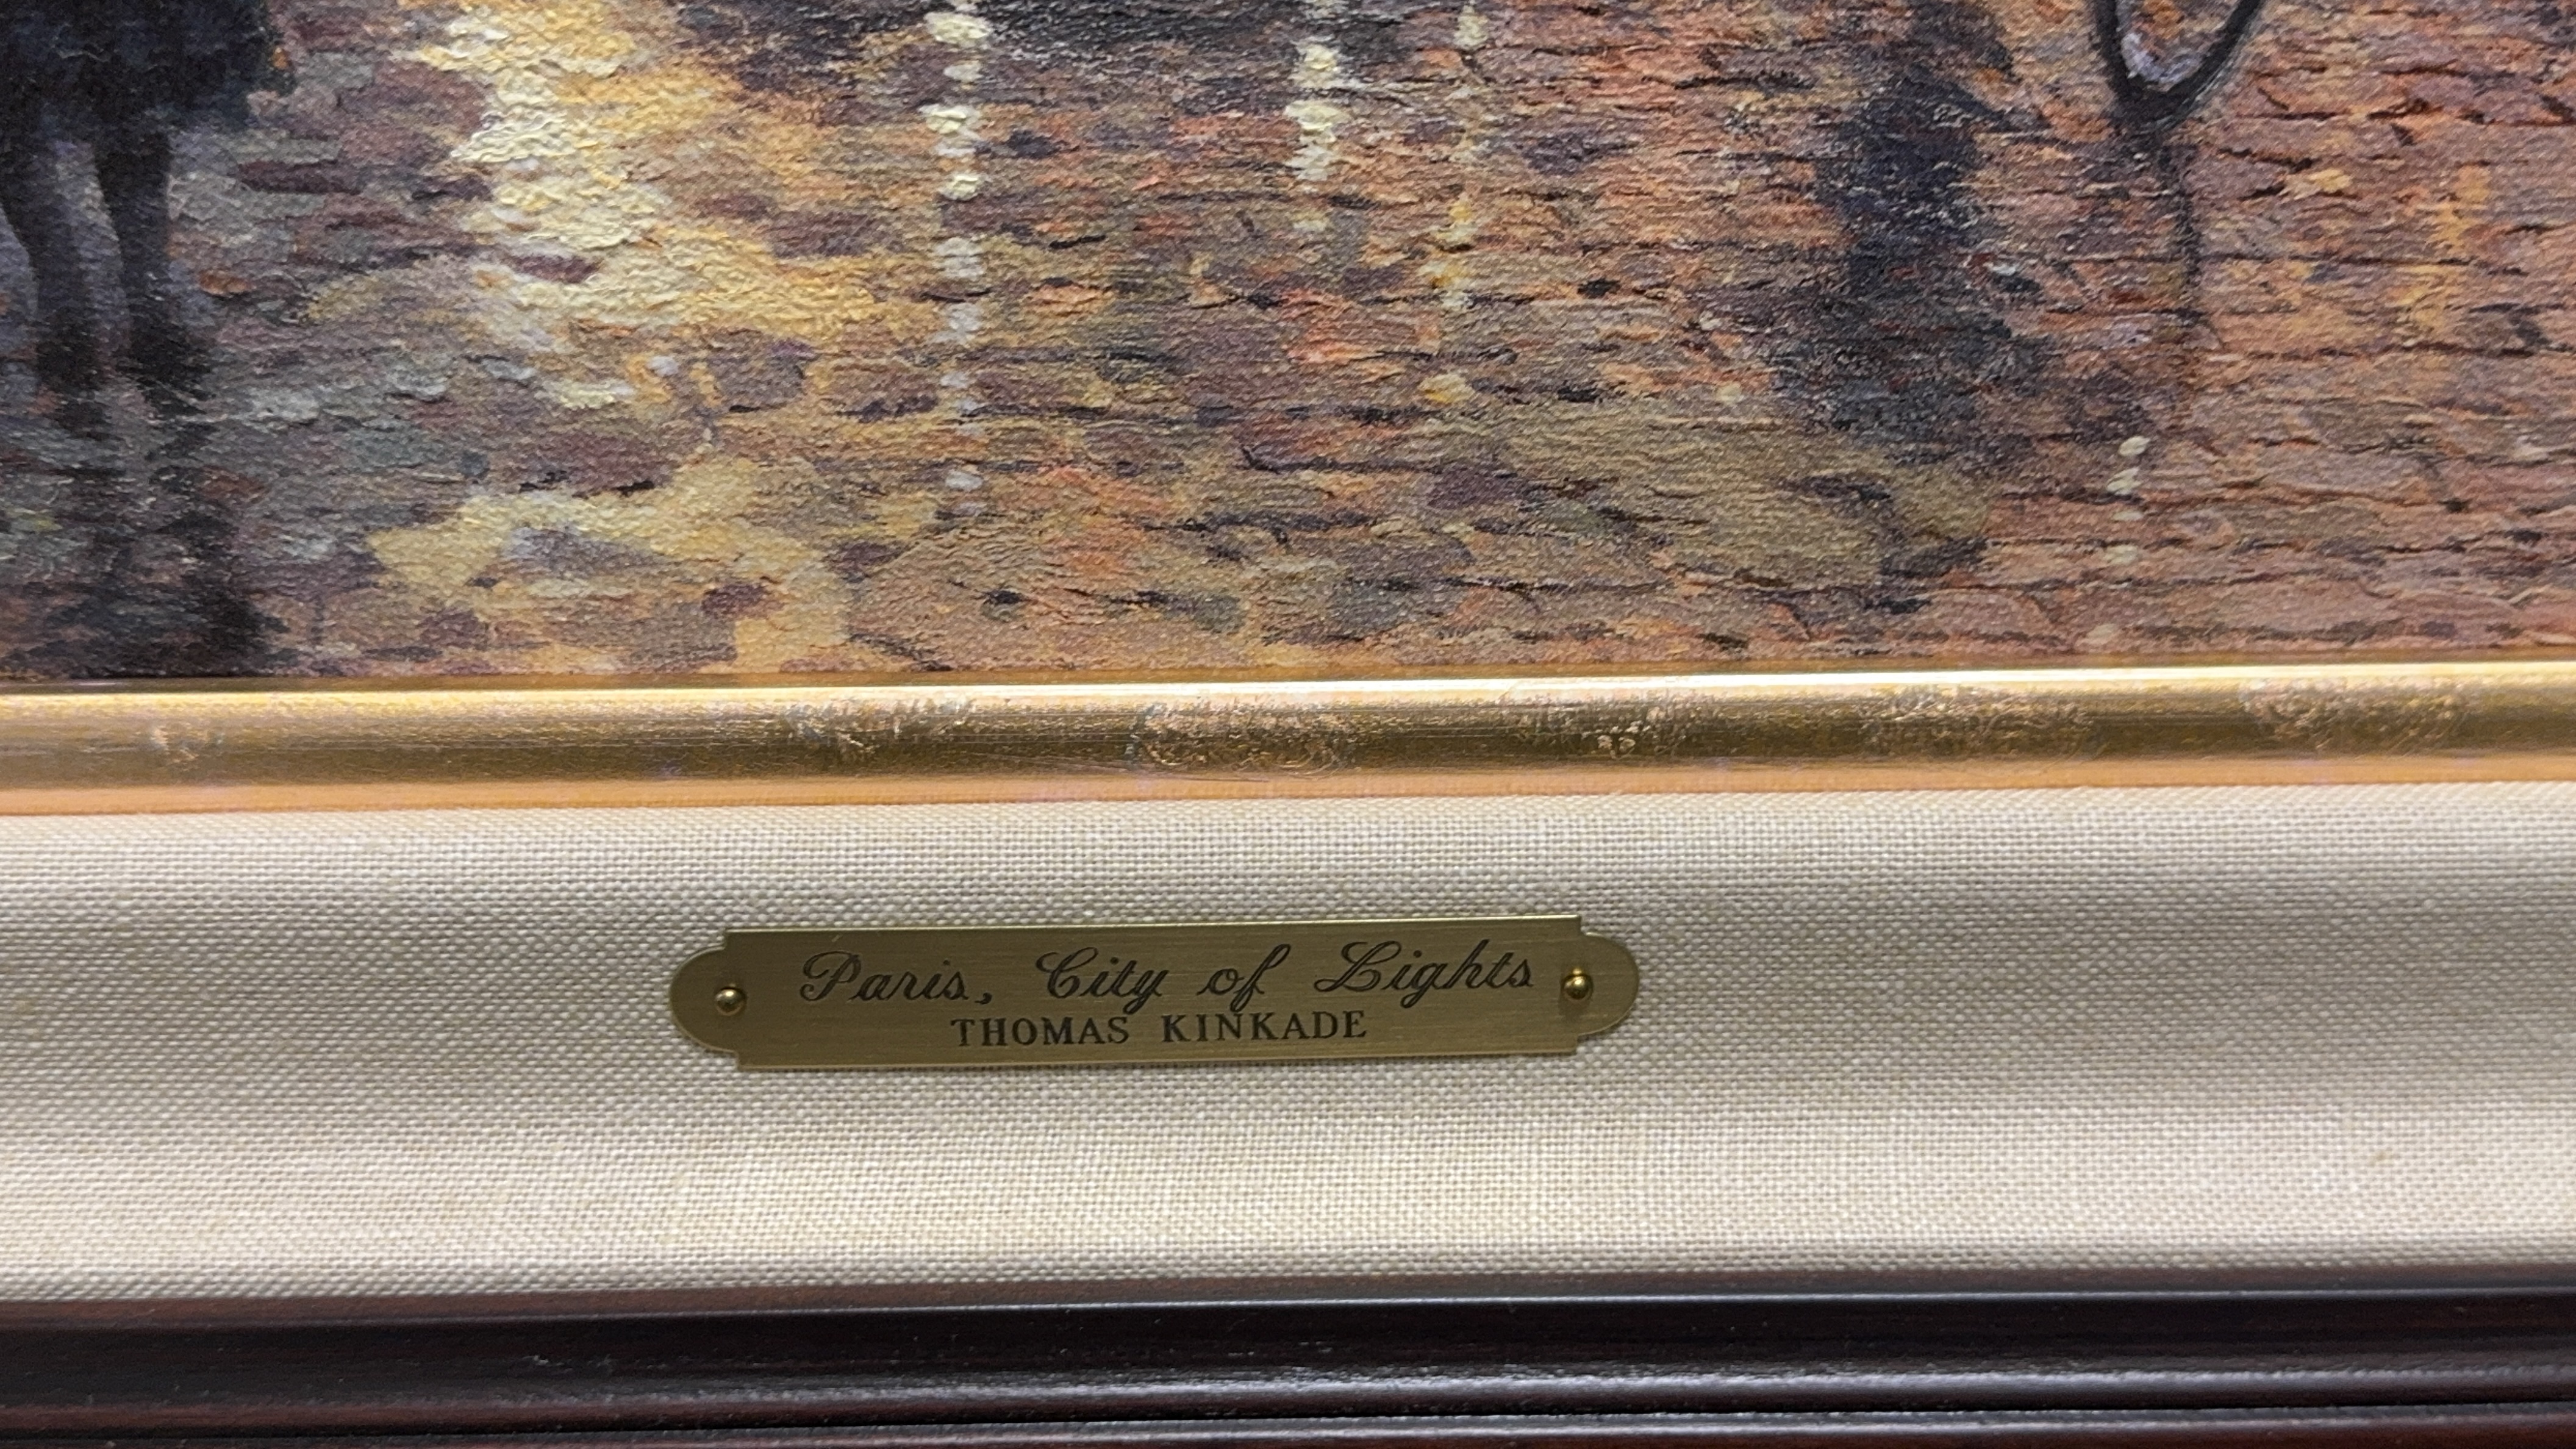 Paris, City of Lights
THOMAS KINKADE